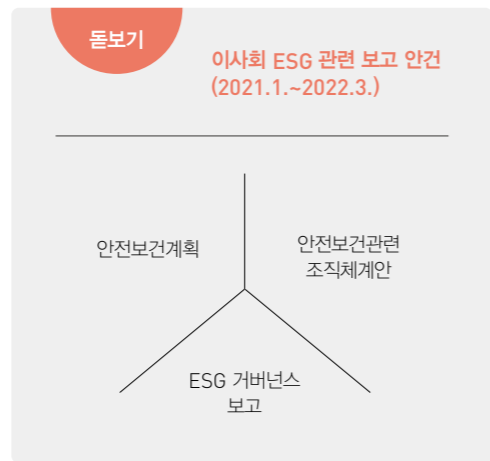 돋보기
이사회 ESG 관련 보고 안건
(2021.1.~2022.3.)
안전보건계획
안전보건관련
조직체계안
ESG 거버넌스
보고